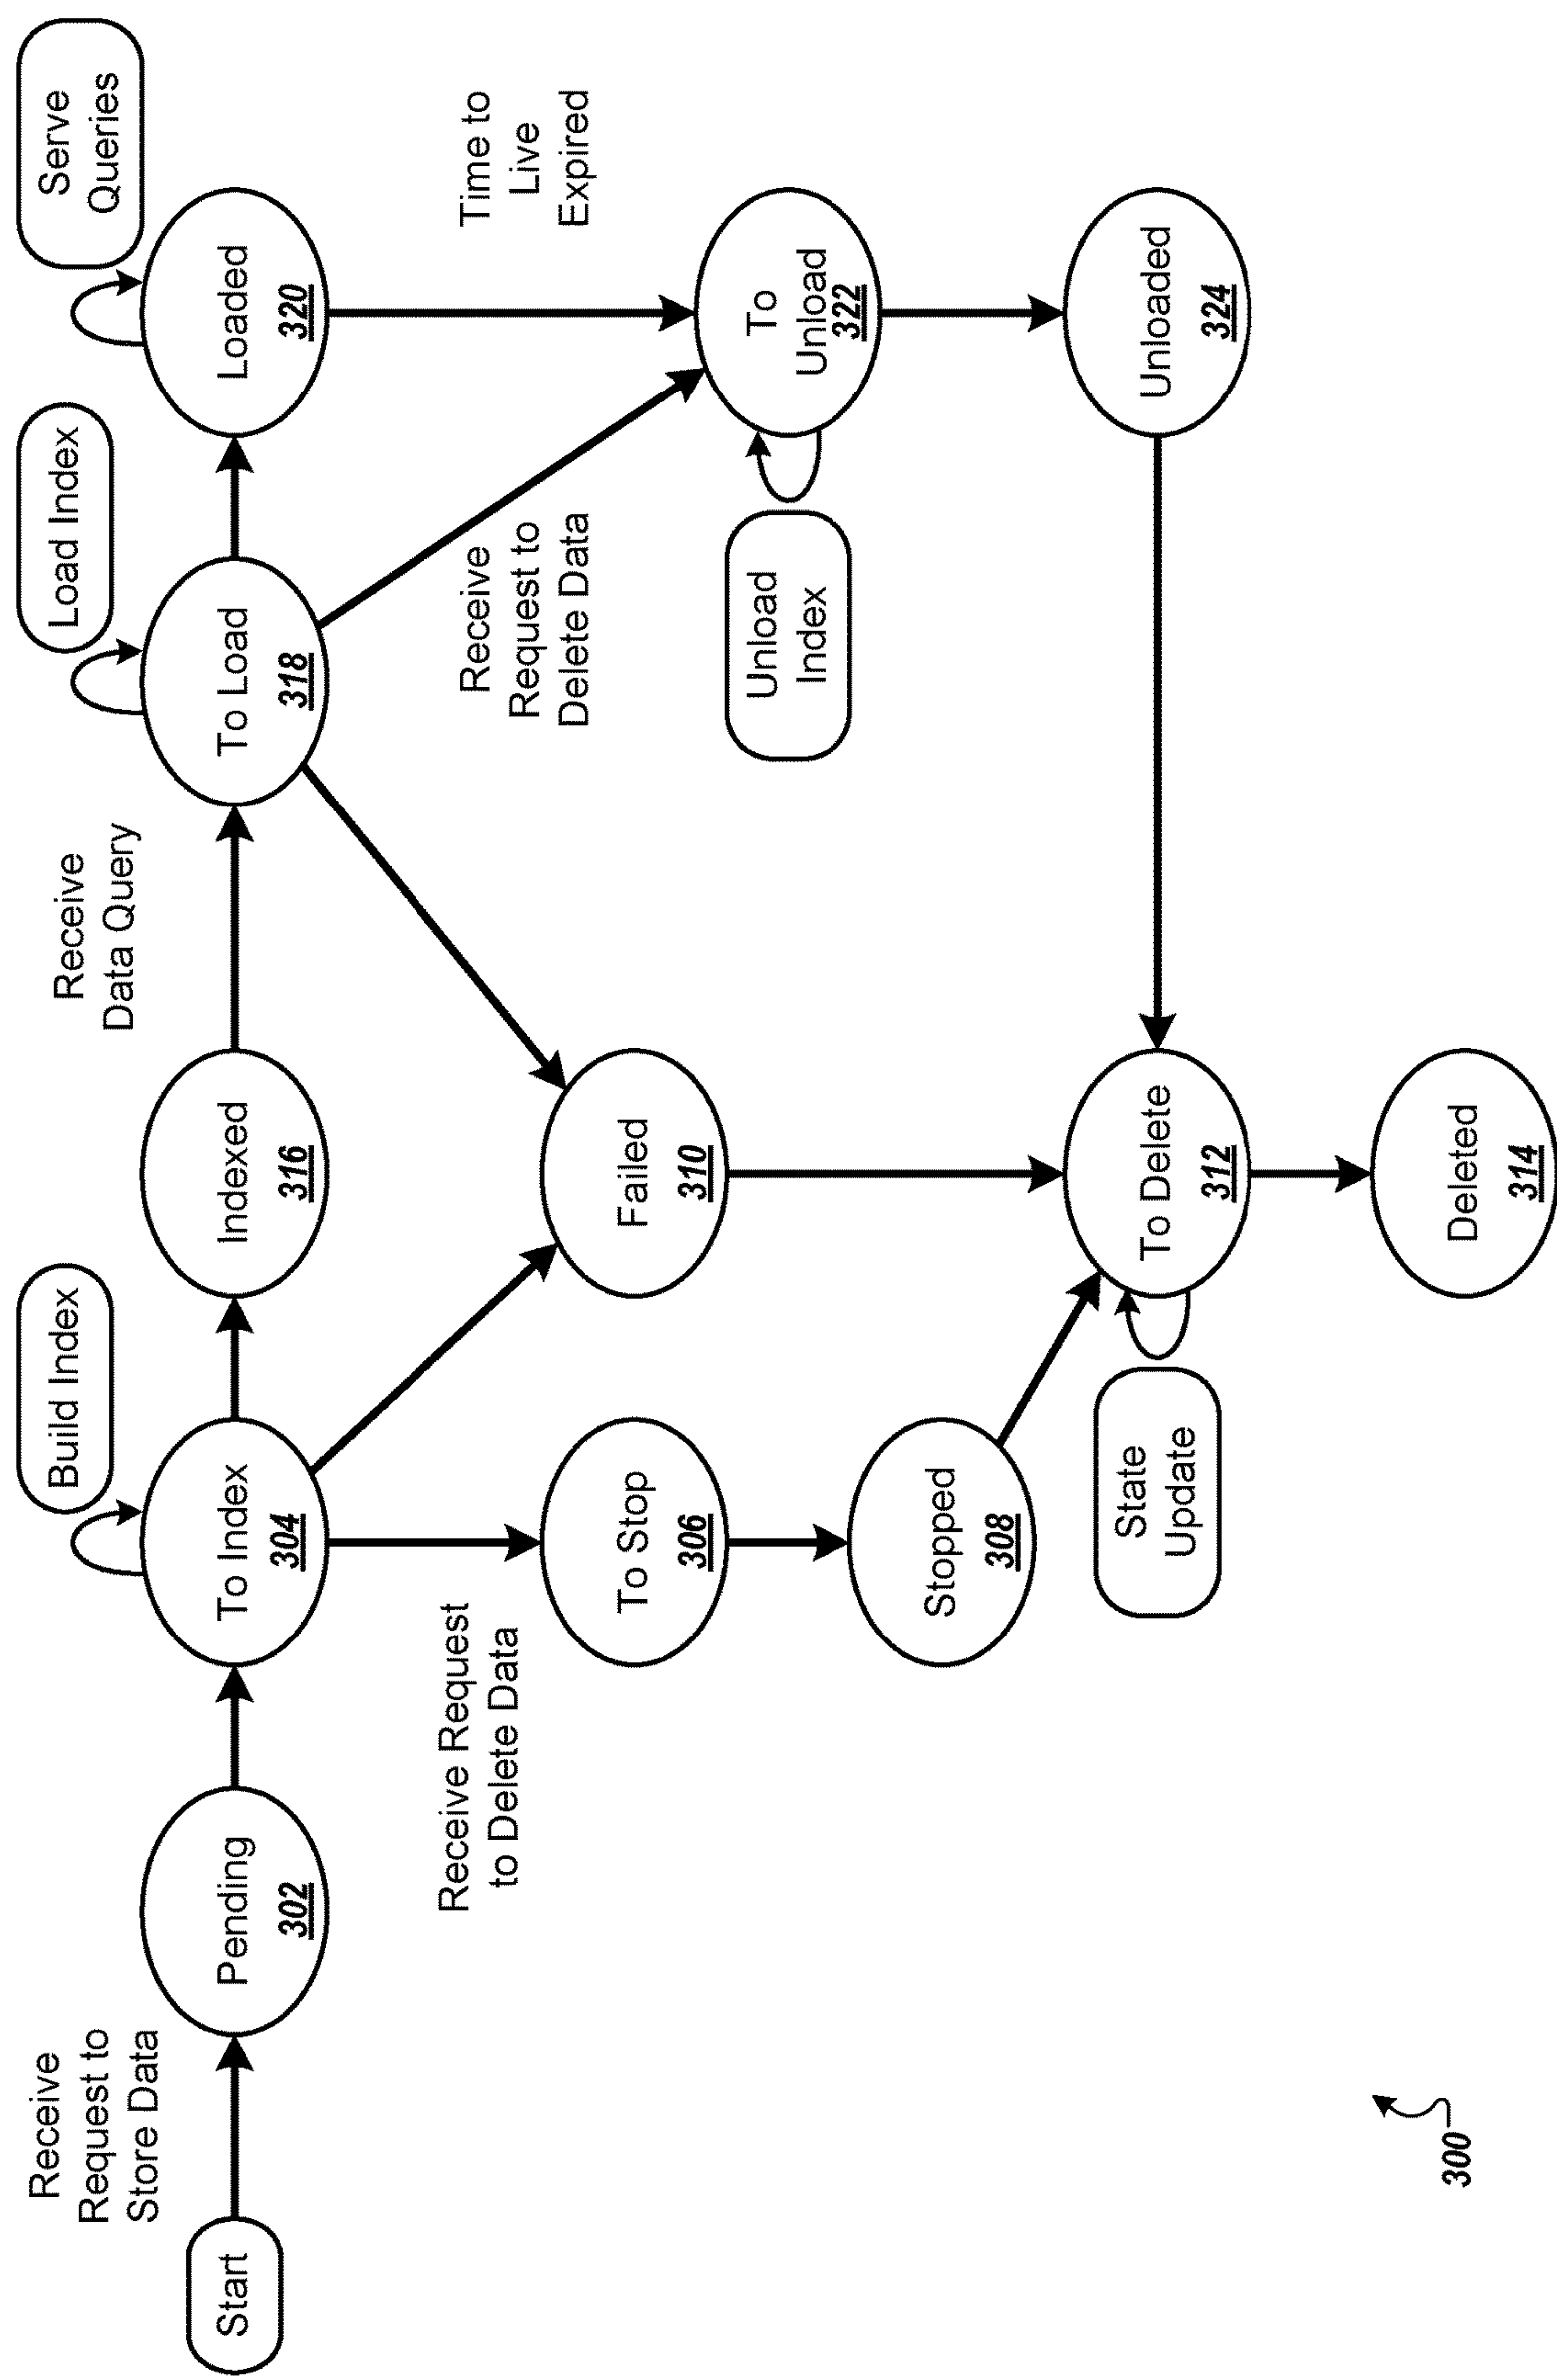 Receive
Request to
Store Data
Start
Pending
302
Build Index
To Index
304
Indexed
316
Receive
Data Query
Load Index
To Load
318
Serve
Queries
Loaded
320
Receive Request
to Delete Data
To Stop
306
Failed
310
Receive
Request to
Delete Data
Time to
Live
Expired
Unload
Index
To
Unload
322
Stopped
308
State
Update
To Delete
312
Unloaded
324
Deleted
314
300